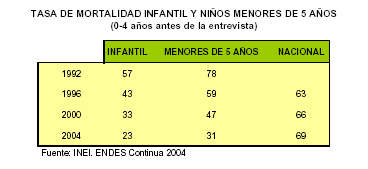 TASA DE MORTALIDAD INFANTIL Y NIÑOS MENORES DE 5 AÑOS
(0-4 años antes de la entrevista)
INFANTIL MENORES DE 5 AÑOS NACIONAL
1992 57 78
1996 43 59 63
2000 33 47 66
2004 23 31 69
Fuente: INEI. ENDES Continua 2004